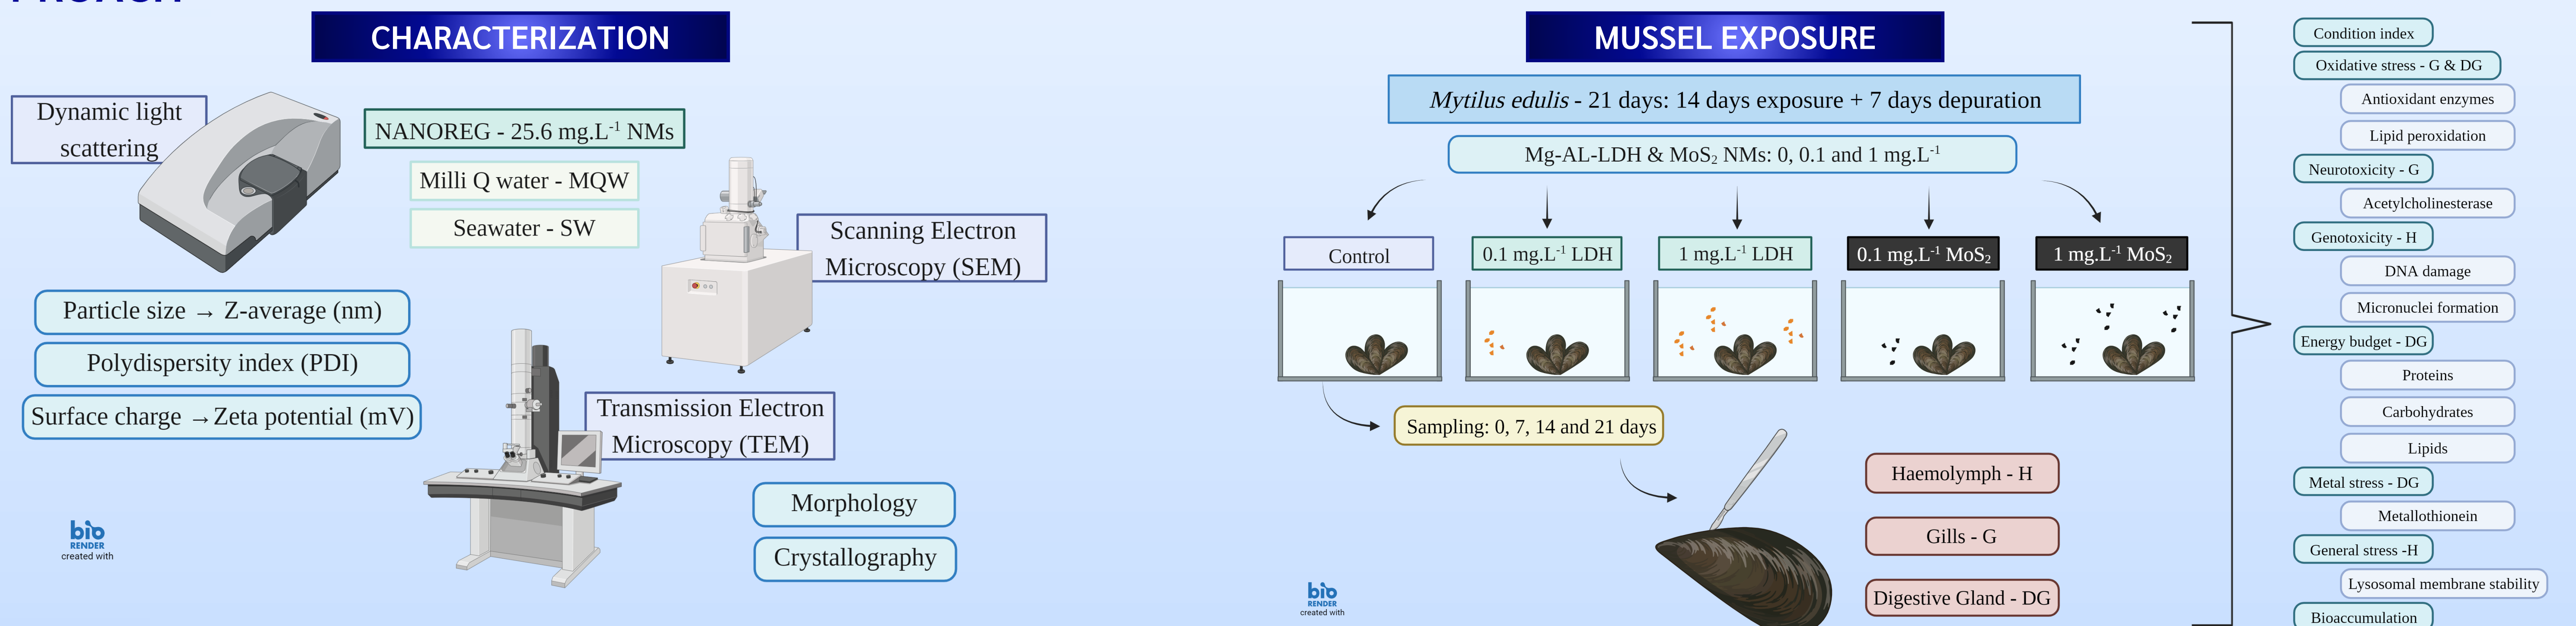 CHARACTERIZATION
Dynamic light
scattering
NANOREG - 25.6 mg.L⁻¹ NMs
Milli Q water - MQW
Seawater - SW
Scanning Electron
Microscopy (SEM)
Particle size → Z-average (nm)
Polydispersity index (PDI)
Surface charge →Zeta potential (mV)
Transmission Electron
Microscopy (TEM)
Morphology
Crystallography
bio
RENDER
created with
MUSSEL EXPOSURE
Mytilus edulis - 21 days: 14 days exposure + 7 days depuration
Mg-AL-LDH & MoS₂ NMs: 0, 0.1 and 1 mg.L⁻¹
Control
0.1 mg.L⁻¹ LDH
1 mg.L⁻¹ LDH
0.1 mg.L⁻¹ MoS₂
1 mg.L⁻¹ MoS₂
Sampling: 0, 7, 14 and 21 days
Haemolymph - H
Gills - G
Digestive Gland - DG
bio
RENDER
created with
Condition index
Oxidative stress - G & DG
Antioxidant enzymes
Lipid peroxidation
Neurotoxicity - G
Acetylcholinesterase
Genotoxicity - H
DNA damage
Micronuclei formation
Energy budget - DG
Proteins
Carbohydrates
Lipids
Metal stress - DG
Metallothionein
General stress -H
Lysosomal membrane stability
Bioaccumulation